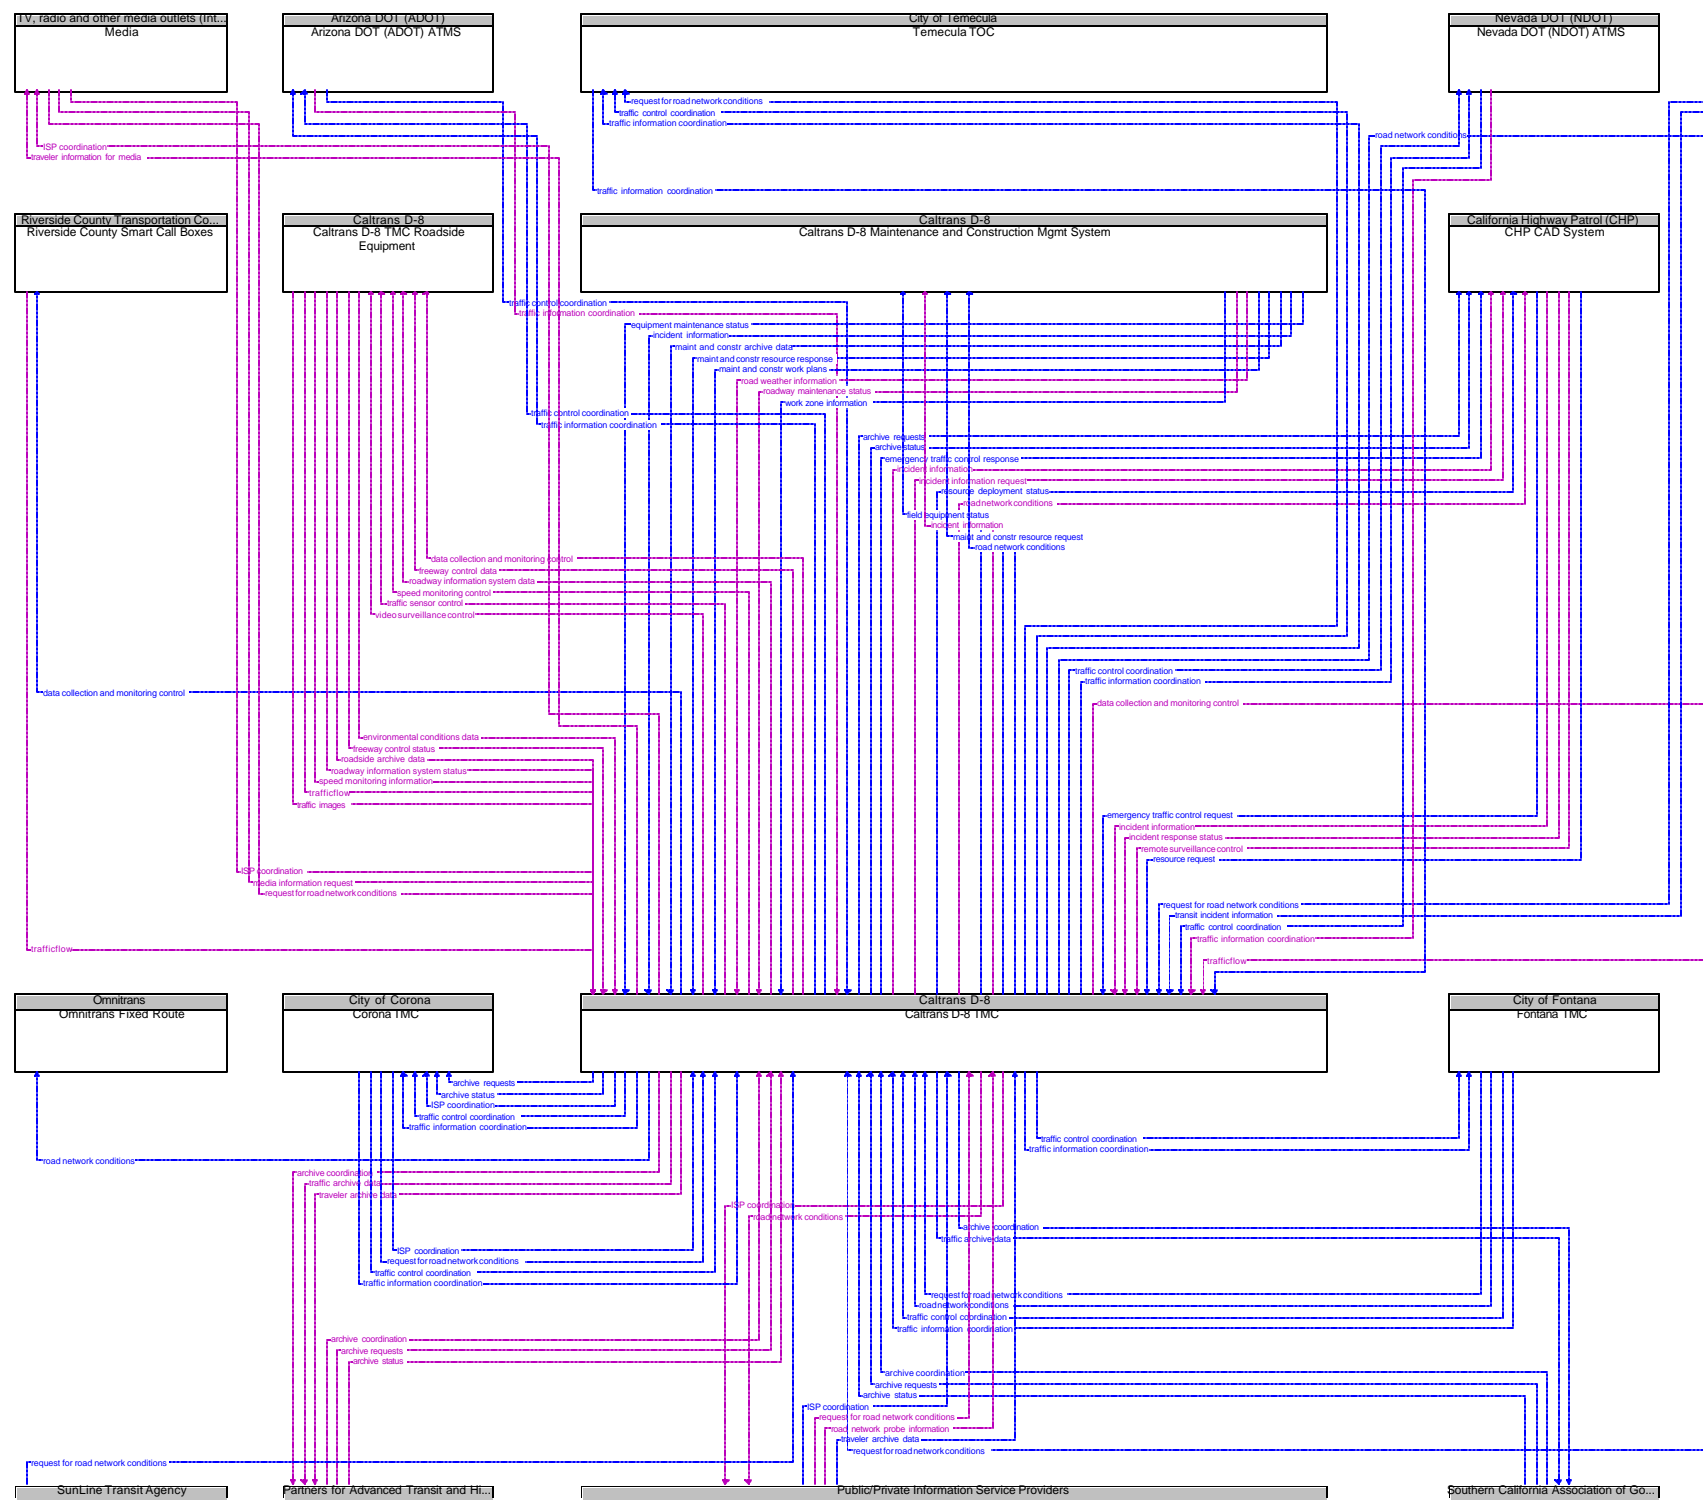 TV, radio and other media outlets (Int...
Media
Arizona DOT (ADOT)
Arizona DOT (ADOT) ATMS
City of Temecula
Temecula TOC
Nevada DOT (NDOT)
Nevada DOT (NDOT) ATMS
request for road network conditions
traffic control coordination
traffic information coordination
road network conditions
ISP coordination
traveler information for media
traffic information coordination
Riverside County Transportation Co...
Riverside County Smart Call Boxes
Caltrans D-8
Caltrans D-8 TMC Roadside
Equipment
Caltrans D-8
Caltrans D-8 Maintenance and Construction Mgmt System
California Highway Patrol (CHP)
CHP CAD System
traffic control coordination
traffic information coordination
equipment maintenance status
incident information
maint and constr archive data
maint and constr resource response
maint and constr work plans
road weather information
roadway maintenance status
work zone information
traffic control coordination
traffic information coordination
archive requests
archive status
emergency traffic control response
incident information
incident information request
resource deployment status
road network conditions
field equipment status
incident information
maint and constr resource request
road network conditions
data collection and monitoring control
freeway control data
roadway information system data
speed monitoring control
traffic sensor control
video surveillance control
traffic control coordination
traffic information coordination
data collection and monitoring control
data collection and monitoring control
environmental conditions data
freeway control status
roadside archive data
roadway information system status
speed monitoring information
traffic flow
traffic images
emergency traffic control request
incident information
incident response status
remote surveillance control
resource request
ISP coordination
media information request
request for road network conditions
request for road network conditions
transit incident information
traffic control coordination
traffic information coordination
traffic flow
traffic flow
Omnitrans
Omnitrans Fixed Route
City of Corona
Corona TMC
Caltrans D-8
Caltrans D-8 TMC
City of Fontana
Fontana TMC
archive requests
archive status
ISP coordination
traffic control coordination
traffic information coordination
traffic control coordination
traffic information coordination
road network conditions
archive coordination
traffic archive data
traveler archive data
ISP coordination
road network conditions
archive coordination
traffic archive data
ISP coordination
request for road network conditions
traffic control coordination
traffic information coordination
request for road network conditions
road network conditions
traffic control coordination
traffic information coordination
archive coordination
archive requests
archive status
archive coordination
archive requests
archive status
ISP coordination
request for road network conditions
road network probe information
traveler archive data
request for road network conditions
request for road network conditions
SunLine Transit Agency
Partners for Advanced Transit and Hi...
Public/Private Information Service Providers
Southern California Association of Go...